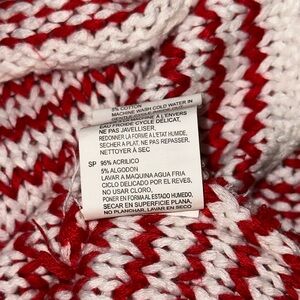 5% COTTON
MACHINE WASH COLD WATER IN
EAU FROIDE CYCLE DELICAT,
NE PAS JAVELLISER,
REDONNER LA FORME A L'ETAT HUMIDE,
SECHER A PLAT, NE PAS REPASSER,
NETTOYER A SEC
SP 95% ACRILICO
5% ALGODON
LAVAR A MAQUINA AGUA FRIA
CICLO DELICADO POR EL REVES.
NO USAR CLORO,
PONER EN FORMA AL ESTADO HUMEDO,
SECAR EN SUPERFICIE PLANA,
NO PLANCHAR, LAVAR EN SECO